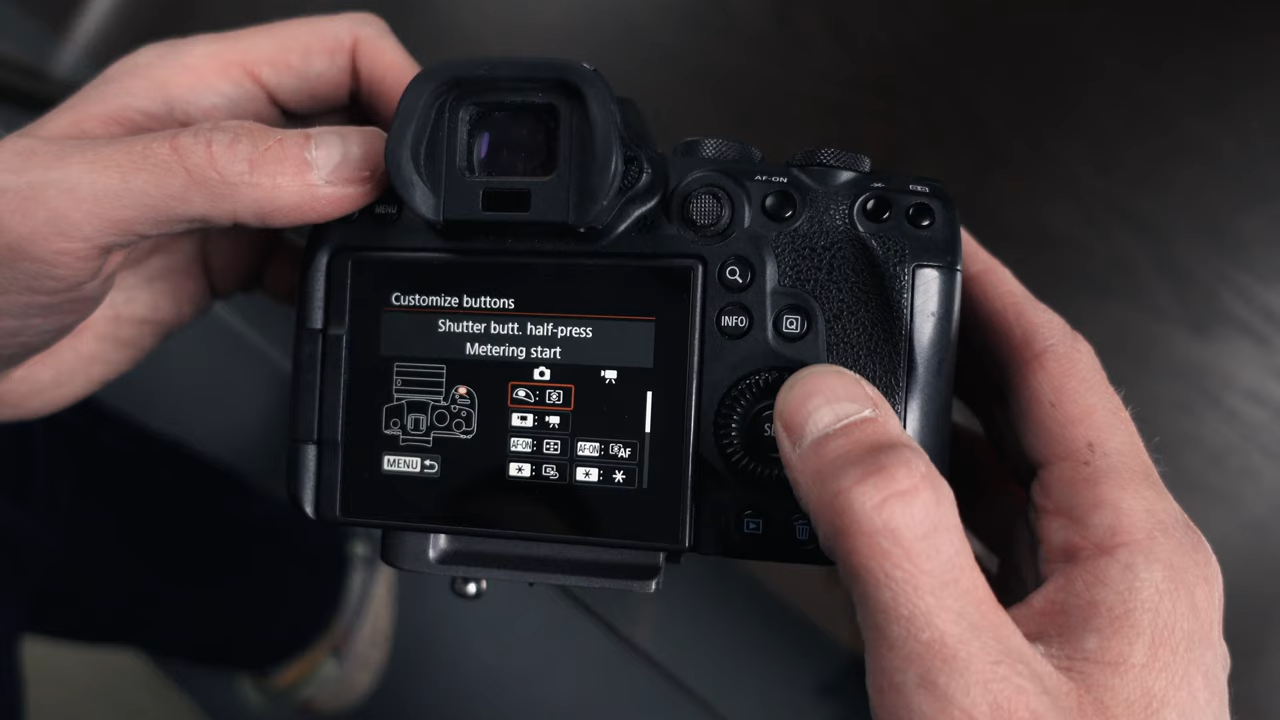 MENU
AF-ON
INFO
Q
Customize buttons
Shutter butt. half-press
Metering start
AF-ON: AF-ON: AF
MENU